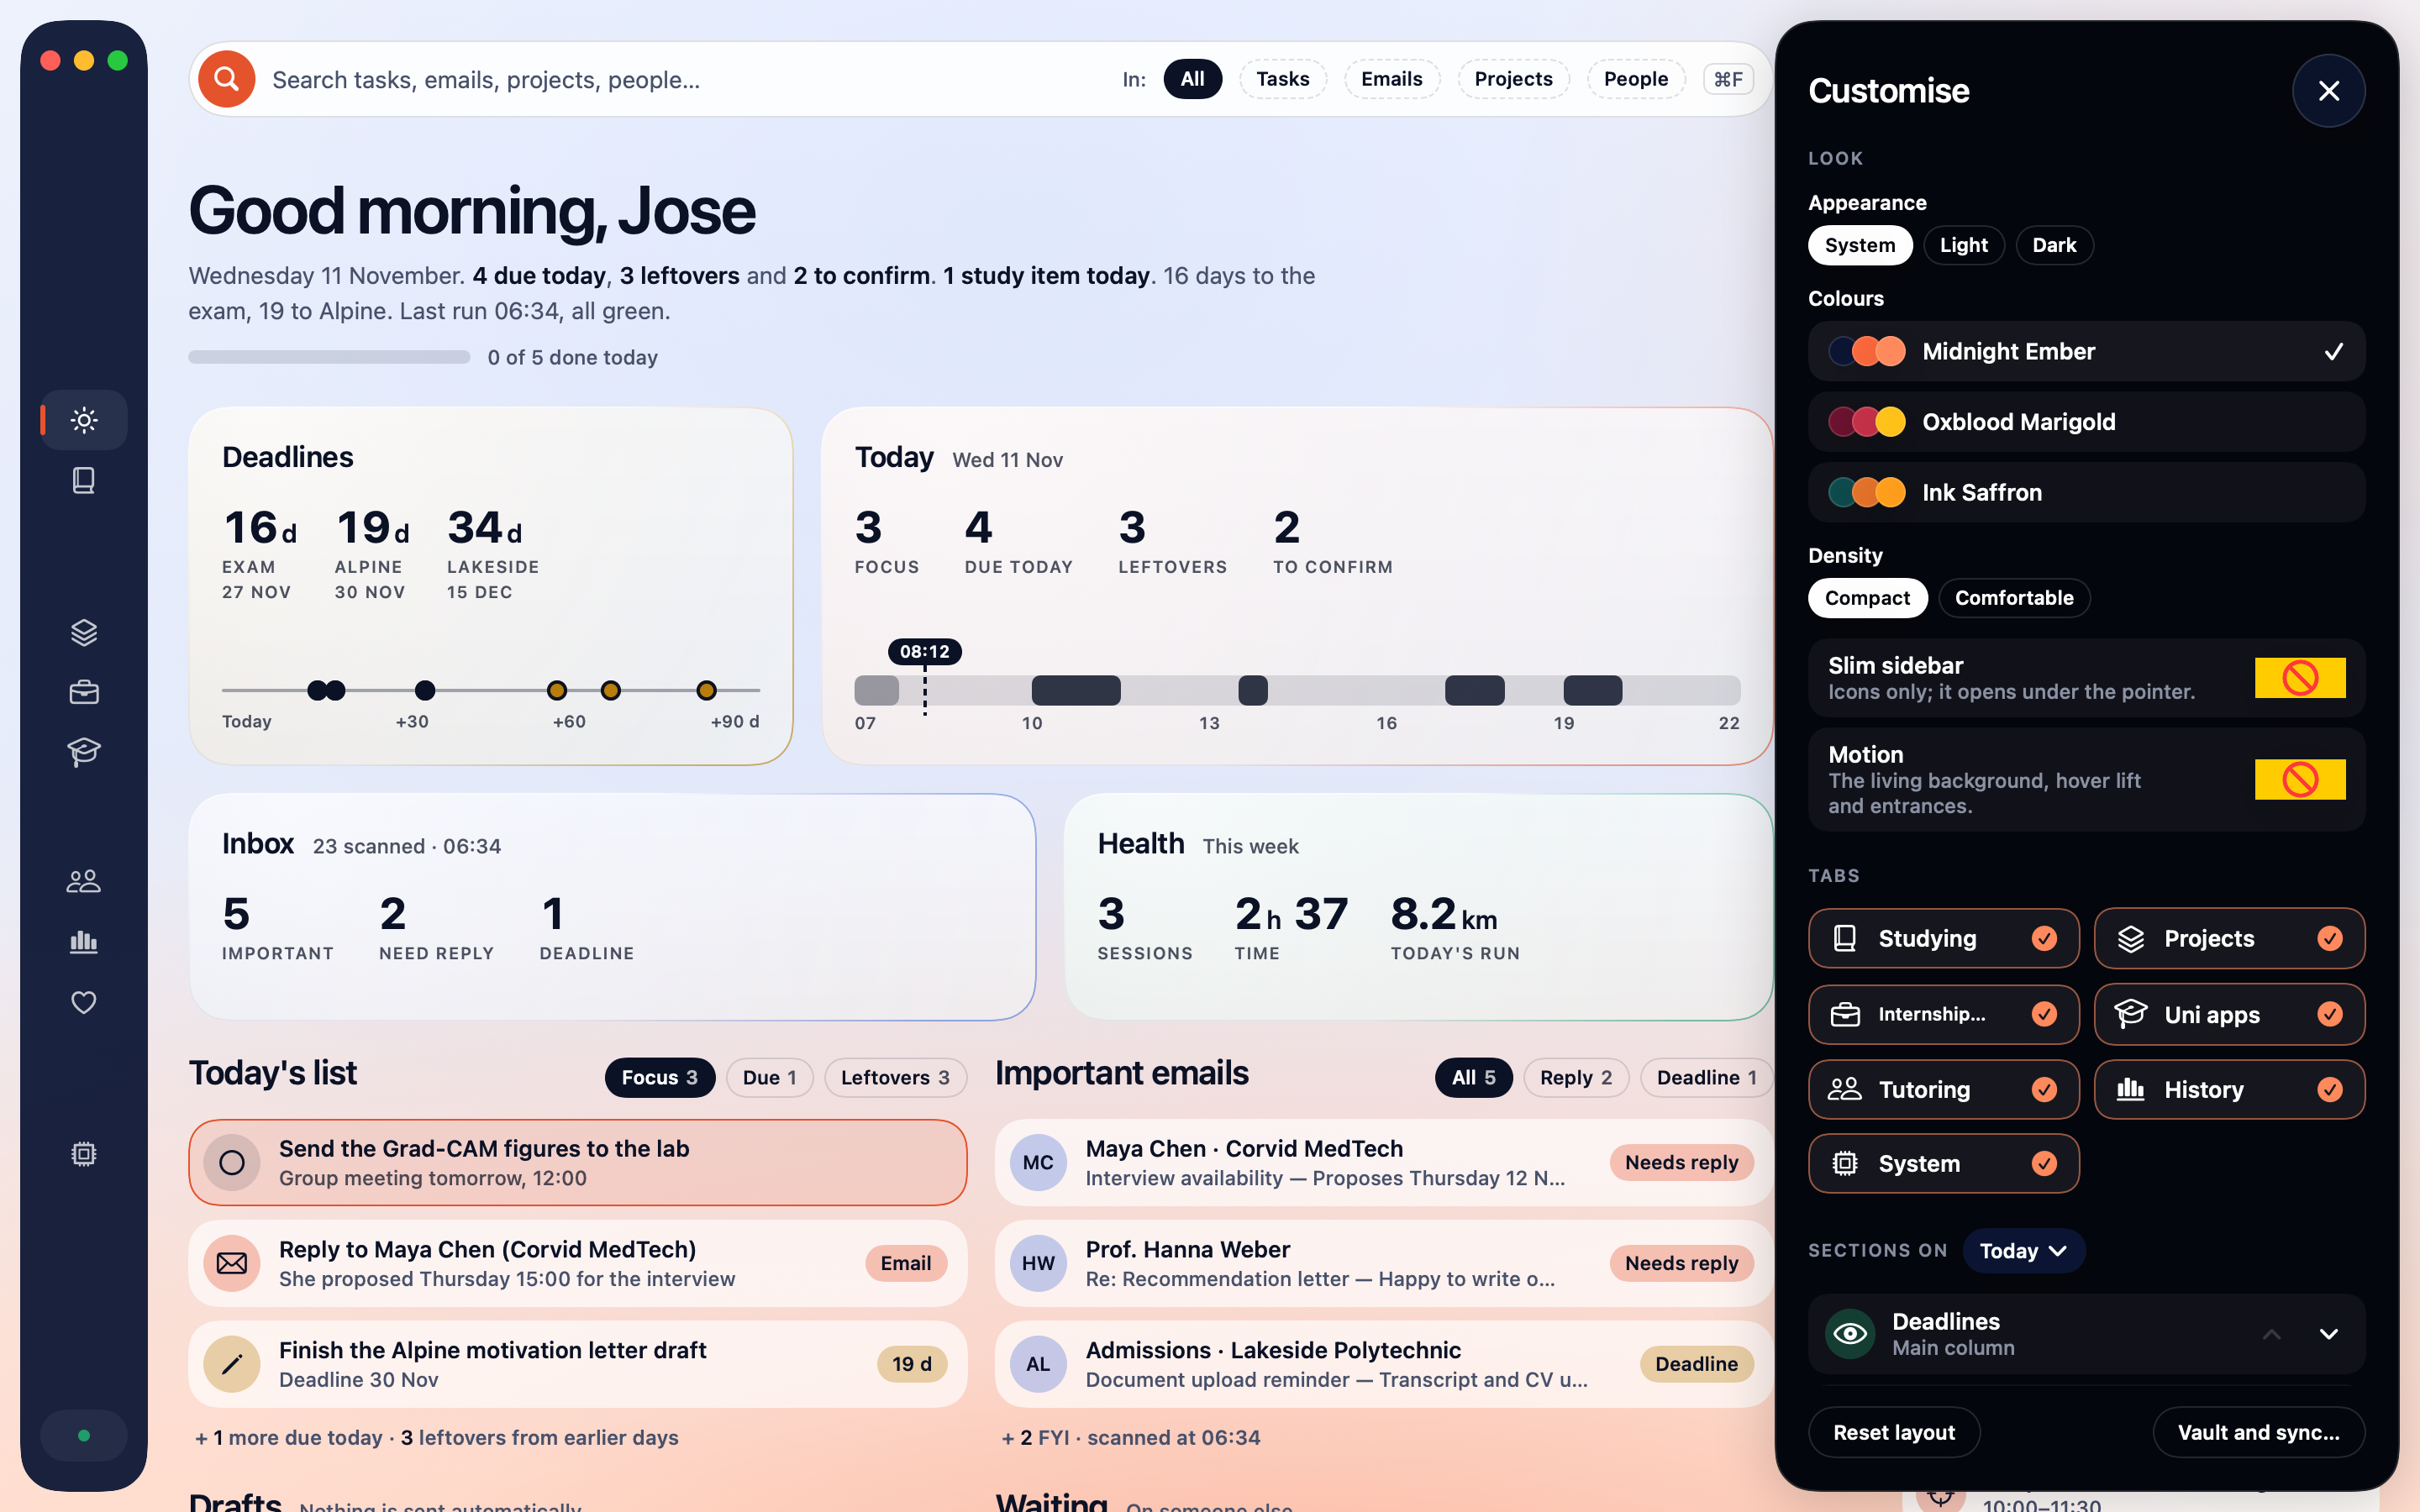 Search tasks, emails, projects, people...
In: All Tasks Emails Projects People ⌘F
Good morning, Jose
Wednesday 11 November. 4 due today, 3 leftovers and 2 to confirm. 1 study item today. 16 days to the
exam, 19 to Alpine. Last run 06:34, all green.
0 of 5 done today
Deadlines
16 d 19 d 34 d
EXAM ALPINE LAKESIDE
27 NOV 30 NOV 15 DEC
Today +30 +60 +90 d
Today Wed 11 Nov
3 4 3 2
FOCUS DUE TODAY LEFTOVERS TO CONFIRM
08:12
07 10 13 16 19 22
Inbox 23 scanned · 06:34
5 2 1
IMPORTANT NEED REPLY DEADLINE
Health This week
3 2 h 37 8.2 km
SESSIONS TIME TODAY'S RUN
Today's list Focus 3 Due 1 Leftovers 3
Send the Grad-CAM figures to the lab
Group meeting tomorrow, 12:00
Reply to Maya Chen (Corvid MedTech)
She proposed Thursday 15:00 for the interview
Email
Finish the Alpine motivation letter draft
Deadline 30 Nov
19 d
+ 1 more due today · 3 leftovers from earlier days
Drafts Nothing is sent automatically
Important emails All 5 Reply 2 Deadline 1
MC
Maya Chen · Corvid MedTech
Interview availability — Proposes Thursday 12 N...
Needs reply
HW
Prof. Hanna Weber
Re: Recommendation letter — Happy to write o...
Needs reply
AL
Admissions · Lakeside Polytechnic
Document upload reminder — Transcript and CV u...
Deadline
+ 2 FYI · scanned at 06:34
Waiting On someone else
10:00–11:30
Customise
LOOK
Appearance
System Light Dark
Colours
Midnight Ember
Oxblood Marigold
Ink Saffron
Density
Compact Comfortable
Slim sidebar
Icons only; it opens under the pointer.
Motion
The living background, hover lift
and entrances.
TABS
Studying Projects
Internship... Uni apps
Tutoring History
System
SECTIONS ON Today
Deadlines
Main column
Reset layout Vault and sync...